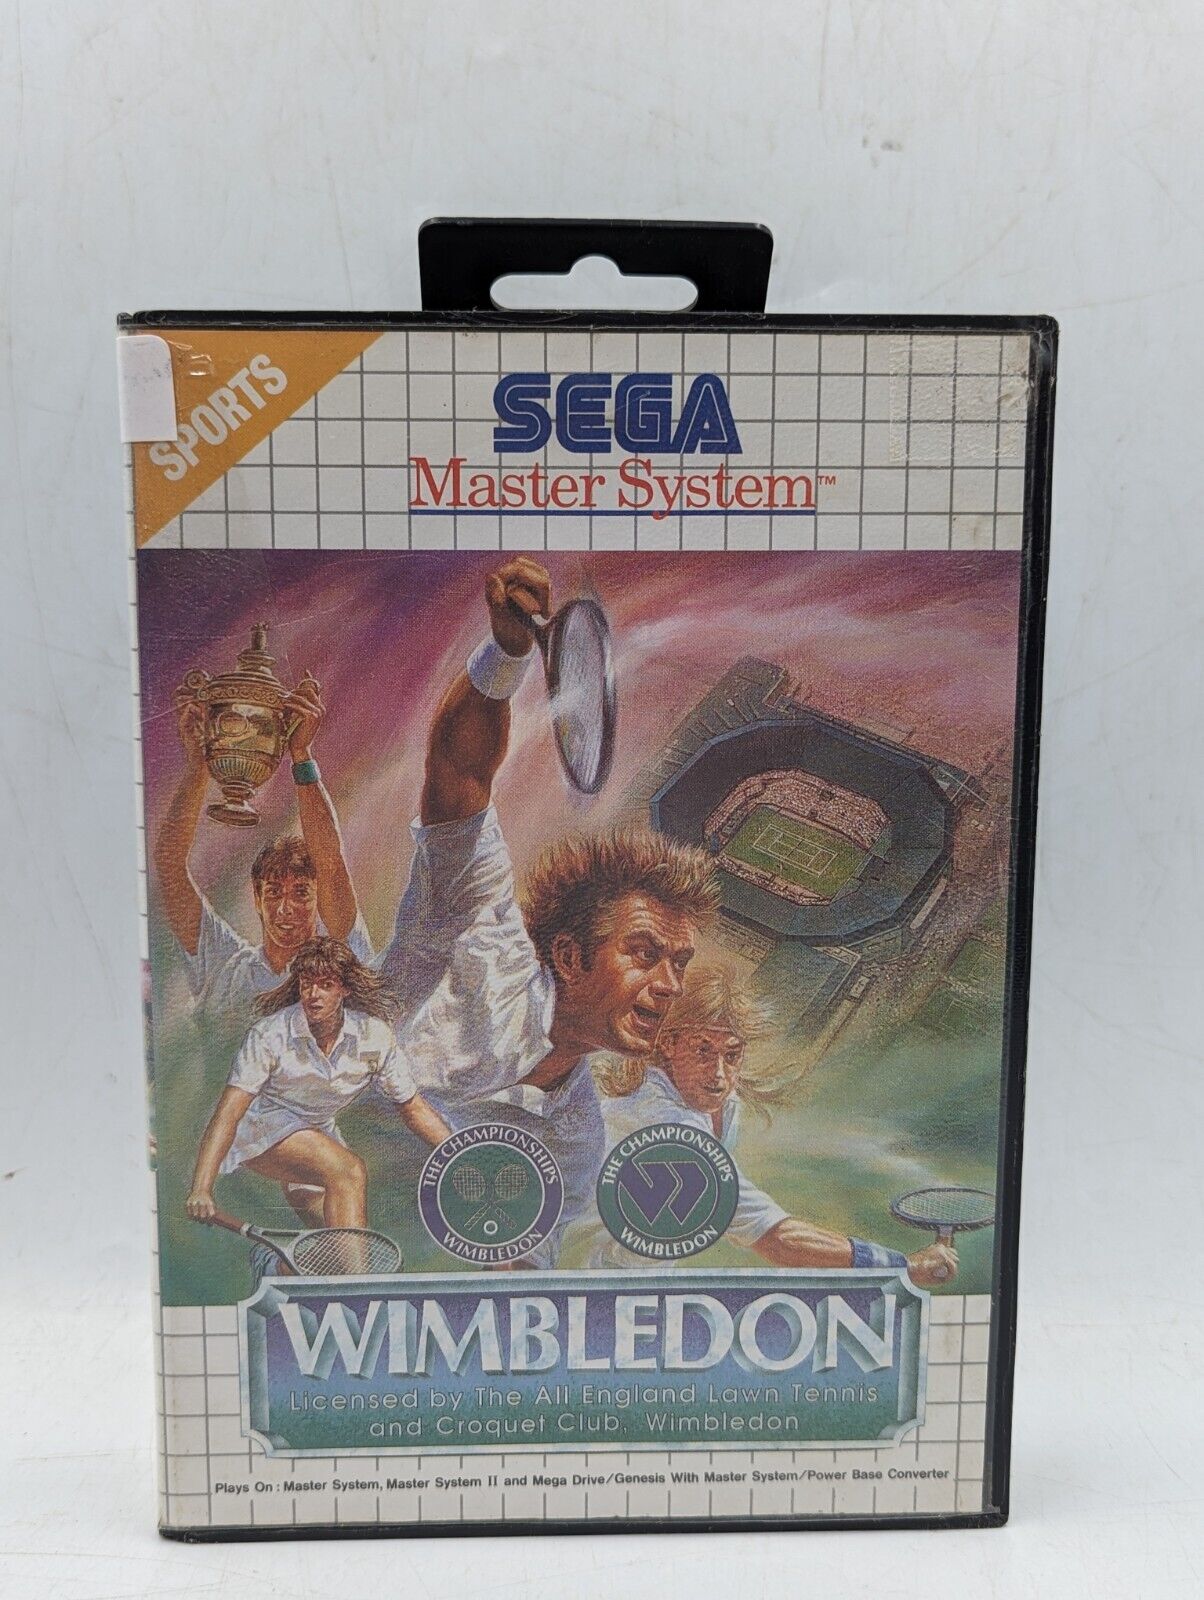 SPORTS
SEGA
Master System™
THE CHAMPIONSHIPS
WIMBLEDON
THE CHAMPIONSHIPS
WIMBLEDON
WIMBLEDON
Licensed by The All England Lawn Tennis
and Croquet Club, Wimbledon
Plays On : Master System, Master System II and Mega Drive/Genesis With Master System/Power Base Converter